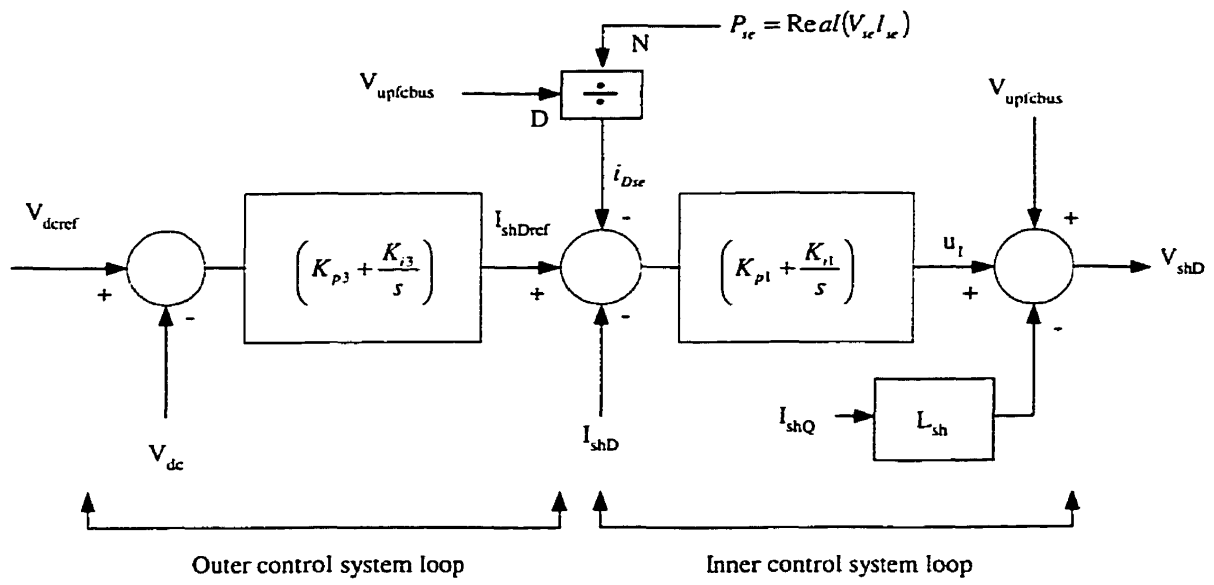 P_se = Real(V_se I_se)
N
V_upfcbus
÷
D
V_upfcbus
i_Dse
V_dcref
I_shDref
-
+
(K_p3 + K_i3/s)
(K_p1 + K_i1/s)
u_1
V_shD
+
-
+
-
+
-
I_shQ
L_sh
V_dc
I_shD
Outer control system loop
Inner control system loop